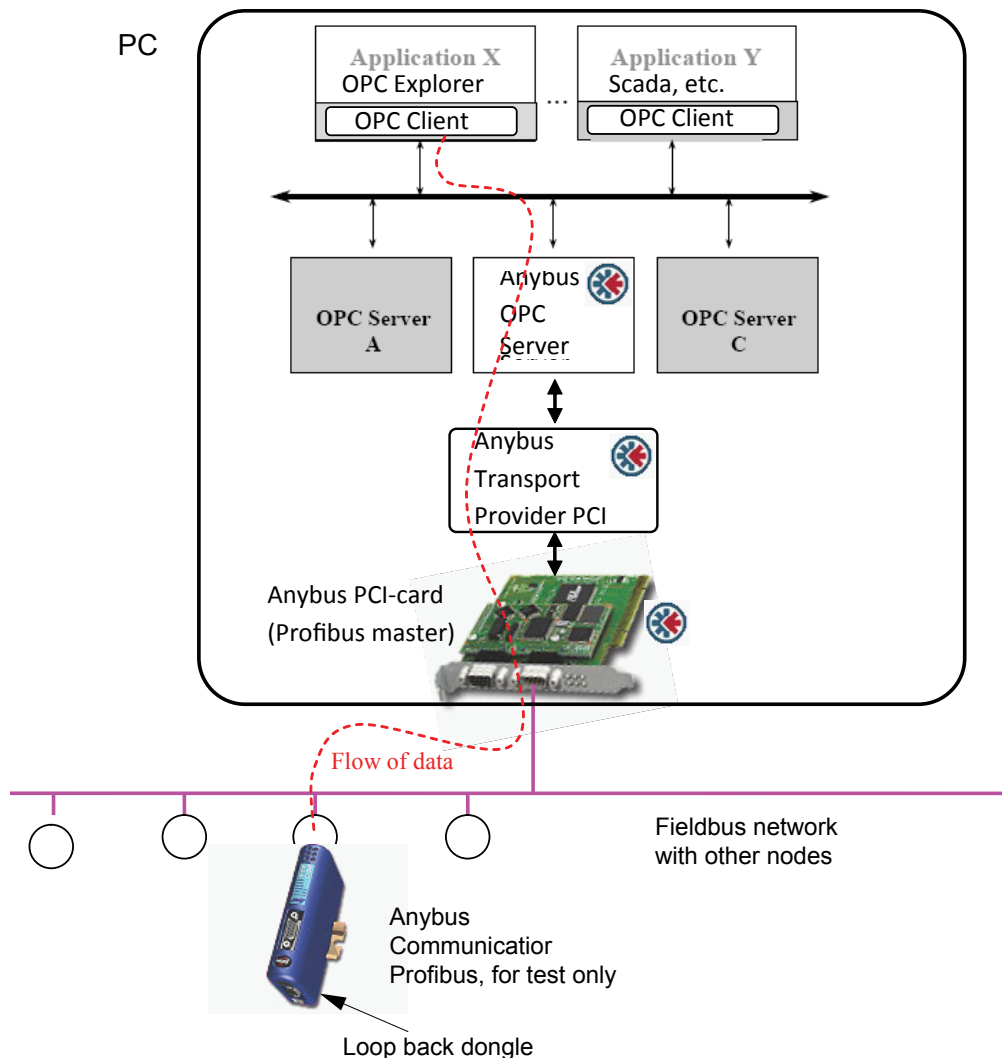 PC
Application X
OPC Explorer
OPC Client
...
Application Y
Scada, etc.
OPC Client
OPC Server
A
Anybus
OPC
Server
OPC Server
C
Anybus
Transport
Provider PCI
Anybus PCI-card
(Profibus master)
Flow of data
Fieldbus network
with other nodes
Anybus
Communicatior
Profibus, for test only
Loop back dongle